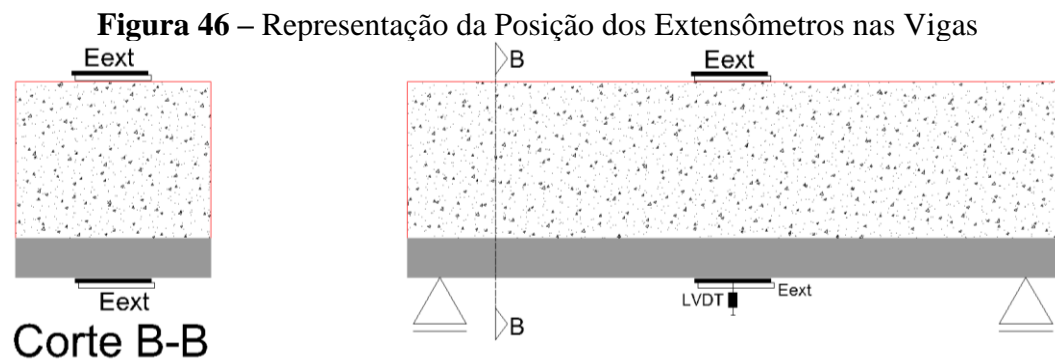 Figura 46 – Representação da Posição dos Extensômetros nas Vigas
Eext
Eext
Corte B-B
B
Eext
LVDT
Eext
B